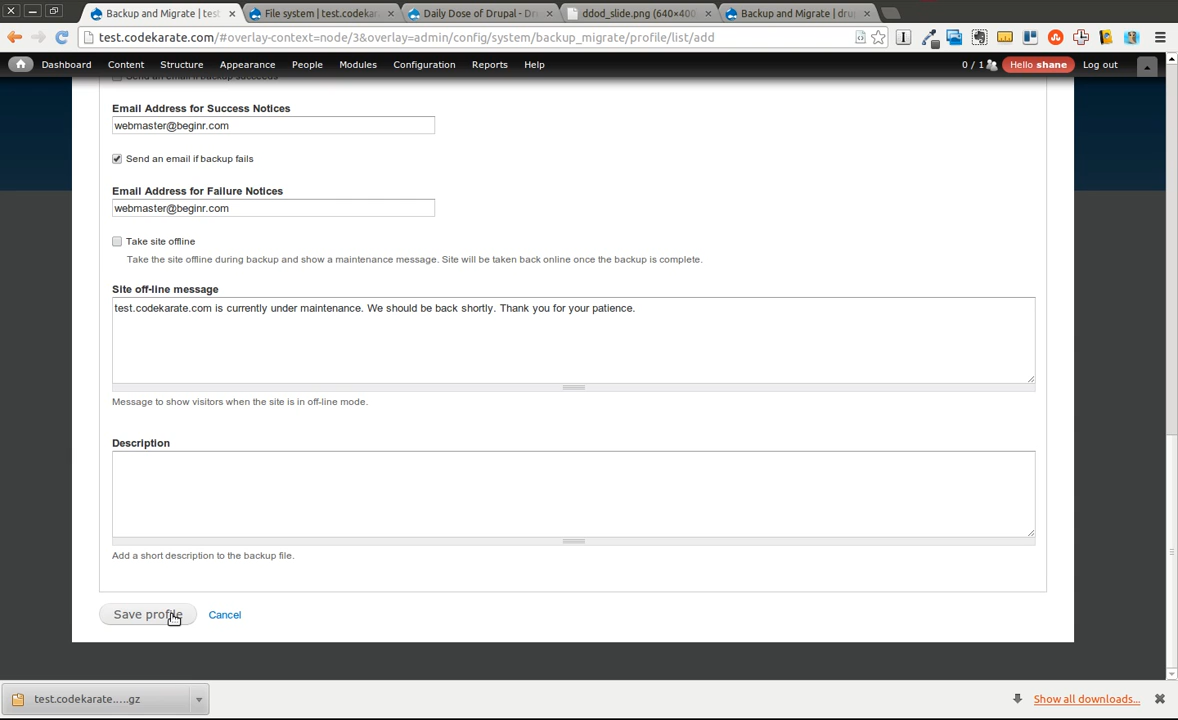 Backup and Migrate | test
File system | test.codekar
Daily Dose of Drupal - Dr
ddod_slide.png (640×400
Backup and Migrate | dru
test.codekarate.com/#overlay-context=node/3&overlay=admin/config/system/backup_migrate/profile/list/add
Dashboard Content Structure Appearance People Modules Configuration Reports Help 0 / 1 Hello shane Log out
Send an email if backup succeeds
Email Address for Success Notices
webmaster@beginr.com
Send an email if backup fails
Email Address for Failure Notices
webmaster@beginr.com
Take site offline
Take the site offline during backup and show a maintenance message. Site will be taken back online once the backup is complete.
Site off-line message
test.codekarate.com is currently under maintenance. We should be back shortly. Thank you for your patience.
Message to show visitors when the site is in off-line mode.
Description
Add a short description to the backup file.
Save profile Cancel
test.codekarate.....gz
Show all downloads...